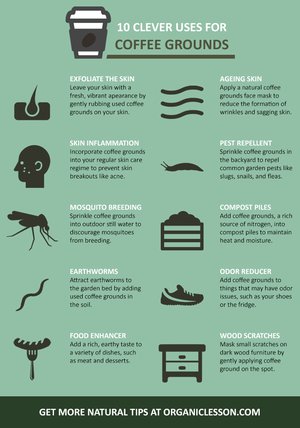 10 CLEVER USES FOR
COFFEE GROUNDS
EXFOLIATE THE SKIN
Leave your skin with a
fresh, vibrant apearance by
gently rubbing used coffee
grounds on your skin.
AGEING SKIN
Apply a natural coffee
grounds face mask to
reduce the formation of
wrinkles and sagging skin.
SKIN INFLAMMATION
Incorporate coffee grounds
into your regular skin care
regime to prevent skin
breakouts like acne.
PEST REPELLENT
Sprinkle coffee grounds in
the backyard to repel
common garden pests like
slugs, snails, and fleas.
MOSQUITO BREEDING
Sprinkle coffee grounds
into outdoor still water to
discourage mosquitoes
from breeding.
COMPOST PILES
Add coffee grounds, a rich
source of nitrogen, into
compost piles to maintain
heat and moisture.
EARTHWORMS
Attract earthworms to
the garden bed by adding
used coffee grounds in
the soil.
ODOR REDUCER
Add coffee grounds to
things that may have odor
issues, such as your shoes
or the fridge.
FOOD ENHANCER
Add a rich, earthy taste to
a variety of dishes, such
as meat and desserts.
WOOD SCRATCHES
Mask small scratches on
dark wood furniture by
gently applying coffee
ground on the spot.
GET MORE NATURAL TIPS AT ORGANICLESSON.COM